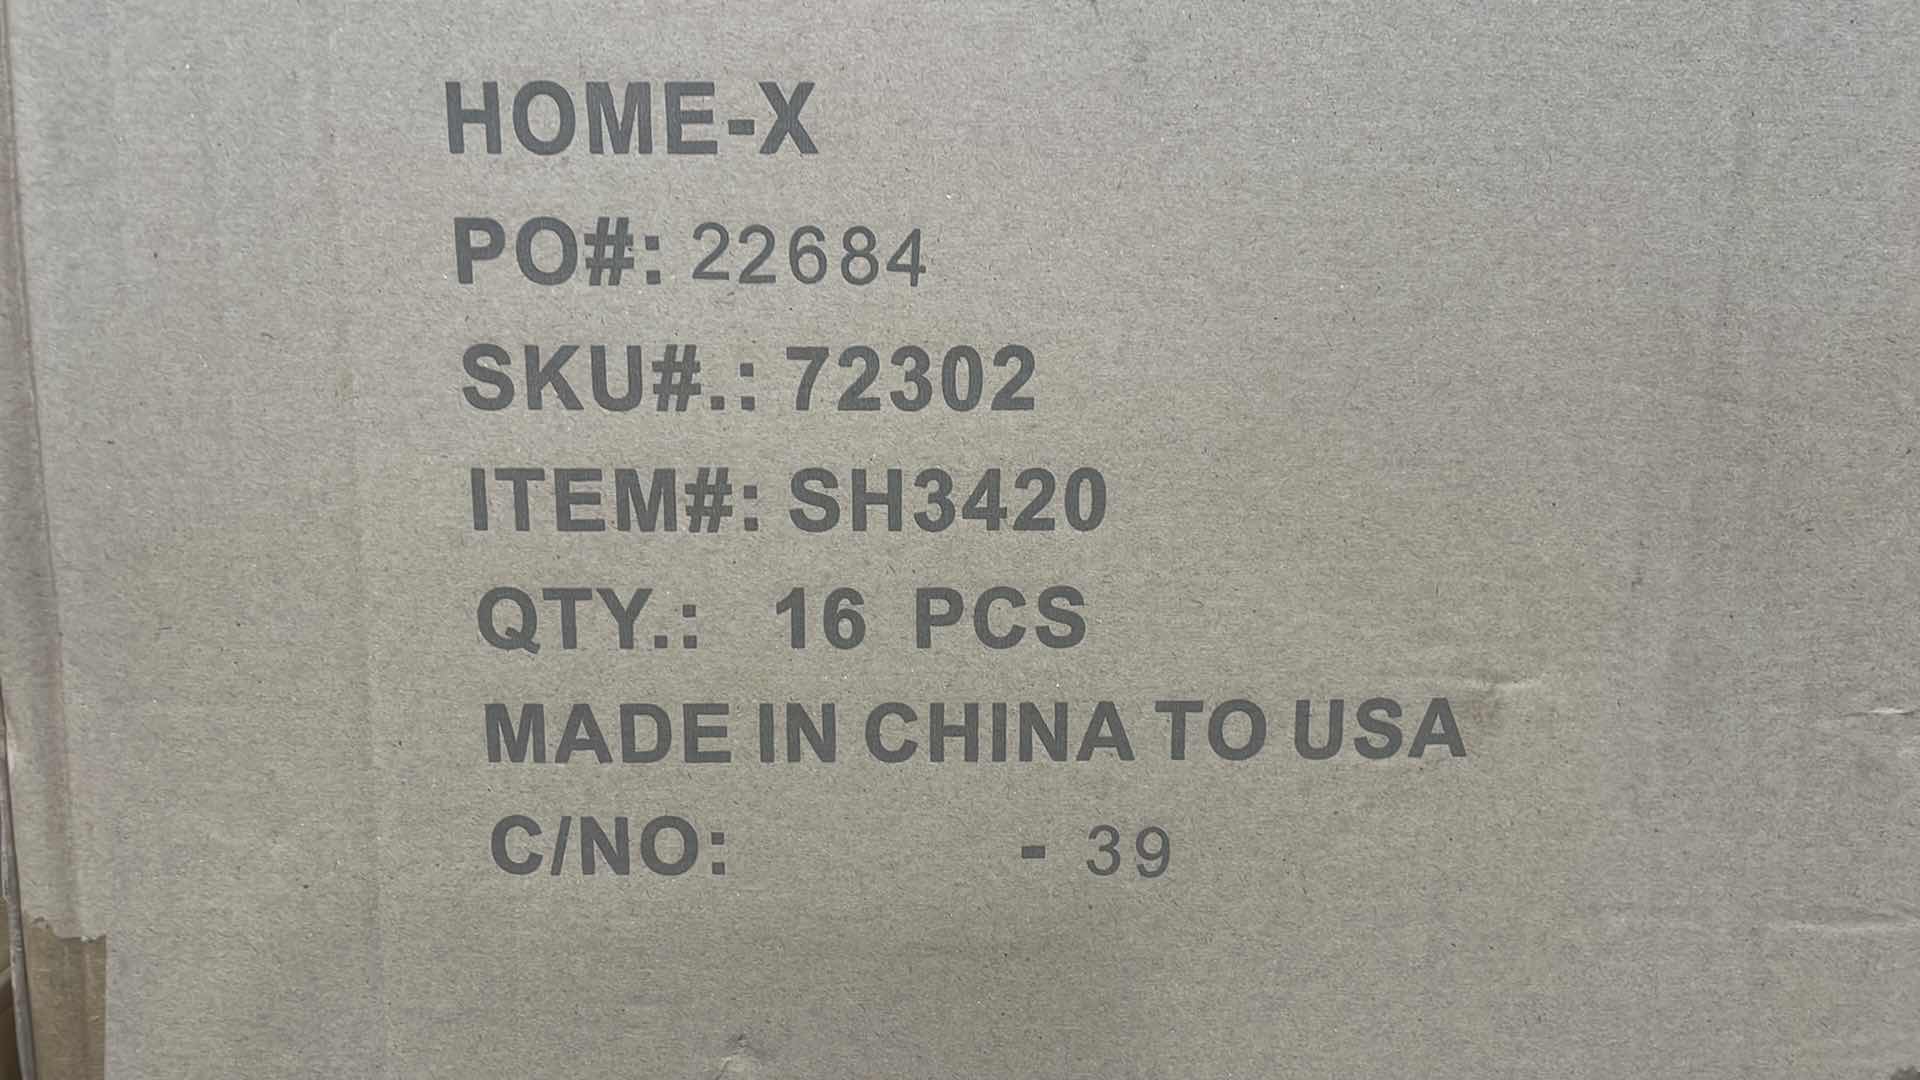 HOME-X
PO#: 22684
SKU#.: 72302
ITEM#: SH3420
QTY.: 16 PCS
MADE IN CHINA TO USA
C/NO: - 39